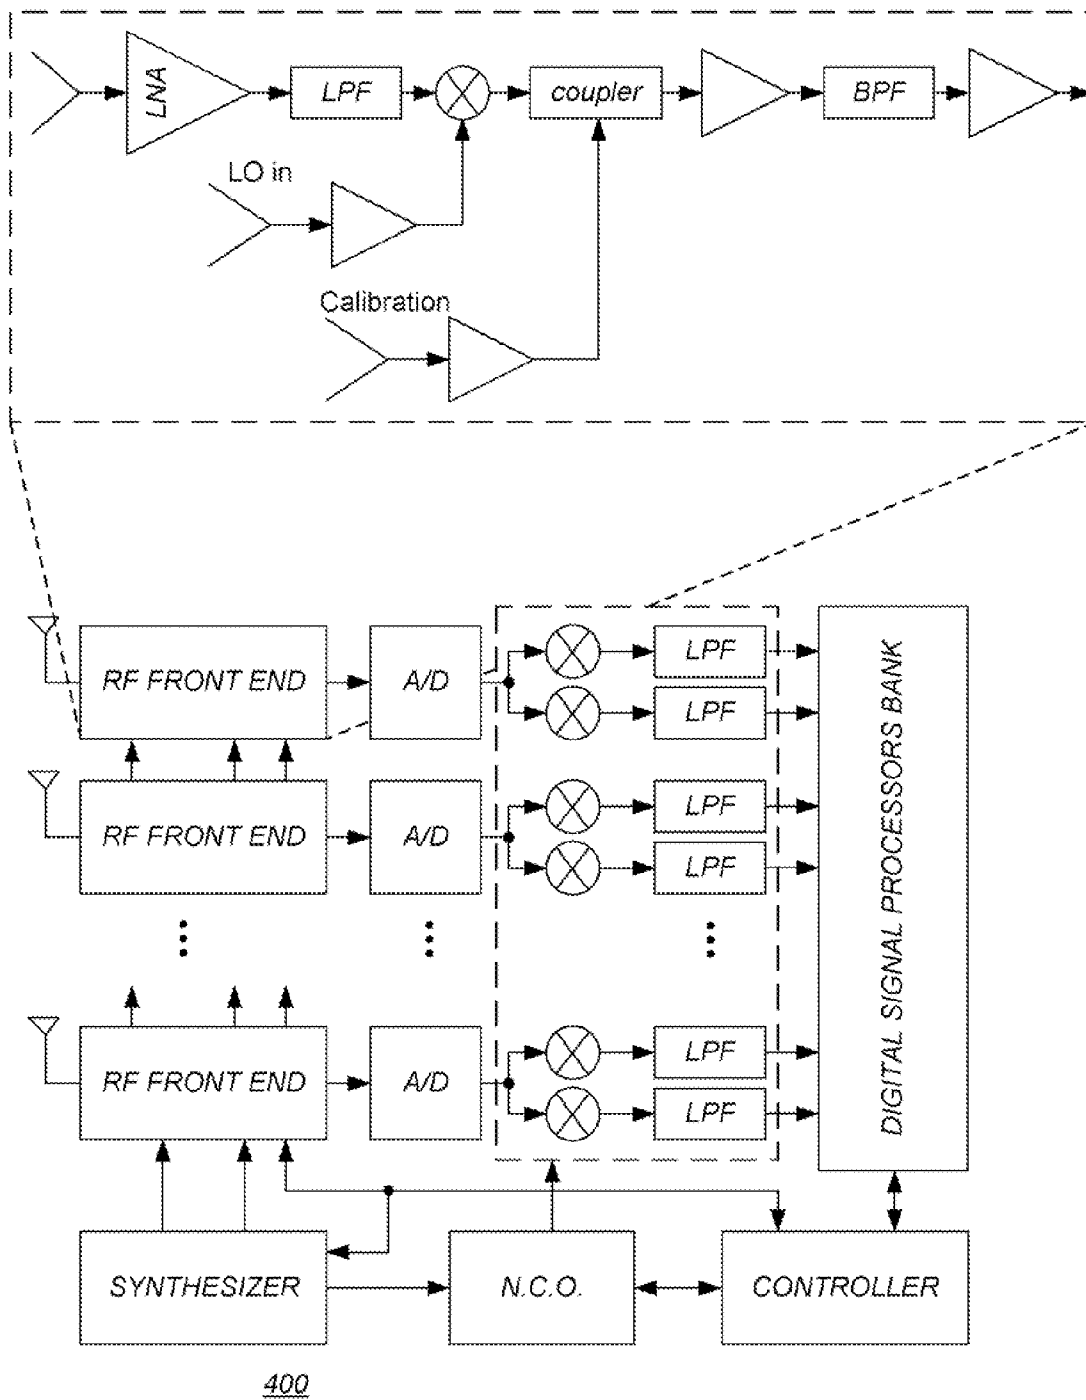 LNA
LPF
coupler
BPF
LO in
Calibration
RF FRONT END
A/D
LPF
LPF
RF FRONT END
A/D
LPF
LPF
RF FRONT END
A/D
LPF
LPF
DIGITAL SIGNAL PROCESSORS BANK
SYNTHESIZER
N.C.O.
CONTROLLER
400